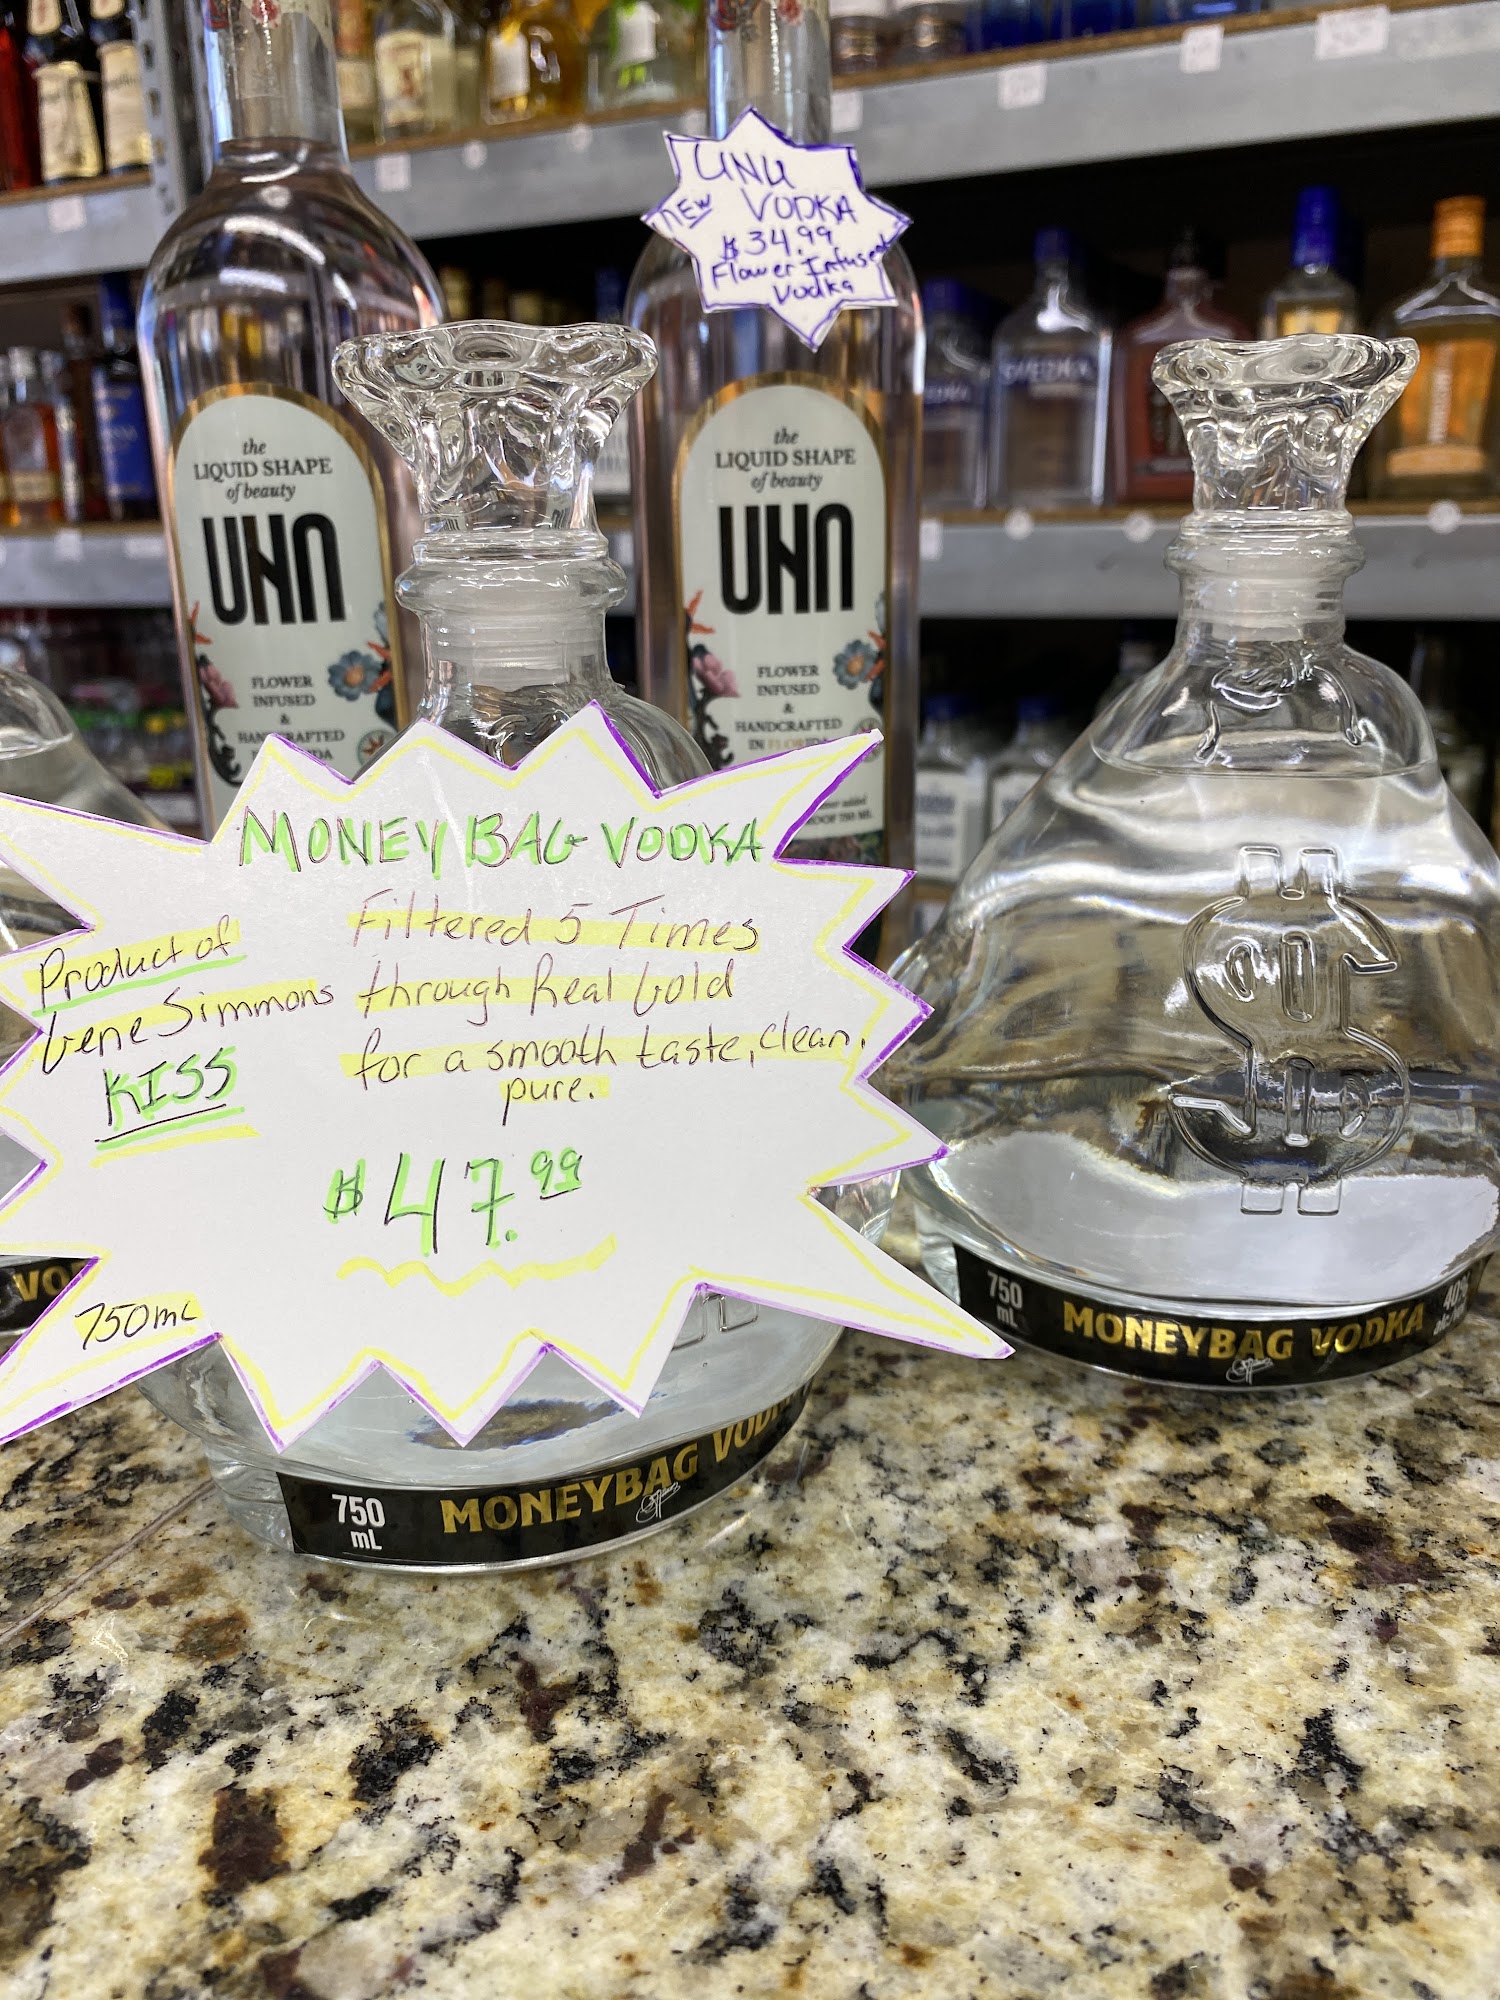 UNU
NEW VODKA
$34.99
Flower Infused
Vodka
the
LIQUID SHAPE
of beauty
UNU
FLOWER
INFUSED
&
HANDCRAFTED
the
LIQUID SHAPE
of beauty
UNU
FLOWER
INFUSED
&
HANDCRAFTED
IN FLORIDA
SVEDKA
MONEY BAG VODKA
Product of
Gene Simmons
KISS
Filtered 5 Times
through Real Gold
for a smooth taste, clean,
pure.
$47.99
750mL
VO
750
mL
MONEYBAG VODKA
750
mL
MONEYBAG VODKA
40%